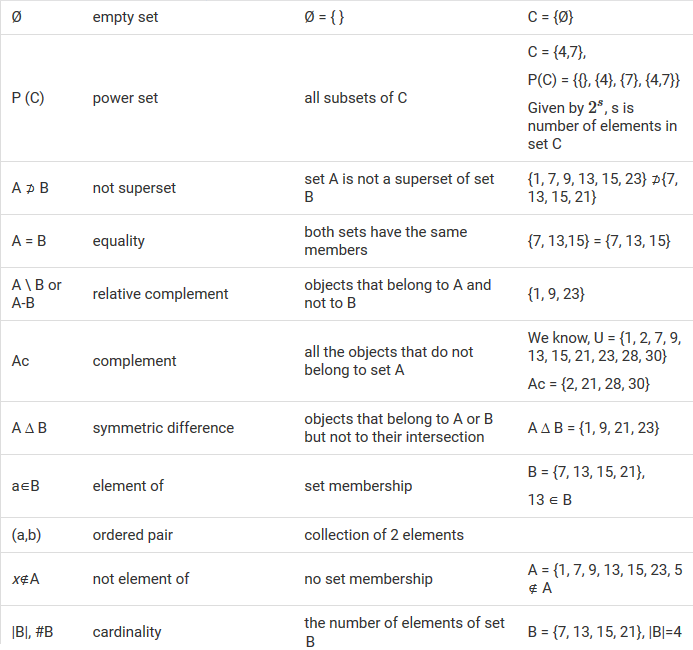 Ø empty set Ø = { } C = {Ø}
C = {4,7},
P (C) power set all subsets of C P(C) = {{}, {4}, {7}, {4,7}}
Given by 2ˢ, s is
number of elements in
set C
A ⊅ B not superset set A is not a superset of set
B
{1, 7, 9, 13, 15, 23} ⊅{7,
13, 15, 21}
A = B equality both sets have the same
members
{7, 13,15} = {7, 13, 15}
A \ B or
A-B
relative complement objects that belong to A and
not to B
{1, 9, 23}
Ac complement all the objects that do not
belong to set A
We know, U = {1, 2, 7, 9,
13, 15, 21, 23, 28, 30}
Ac = {2, 21, 28, 30}
A ∆ B symmetric difference objects that belong to A or B
but not to their intersection
A ∆ B = {1, 9, 21, 23}
a∈B element of set membership B = {7, 13, 15, 21},
13 ∈ B
(a,b) ordered pair collection of 2 elements
x∉A not element of no set membership A = {1, 7, 9, 13, 15, 23, 5
∉ A
|B|, #B cardinality the number of elements of set
B
B = {7, 13, 15, 21}, |B|=4